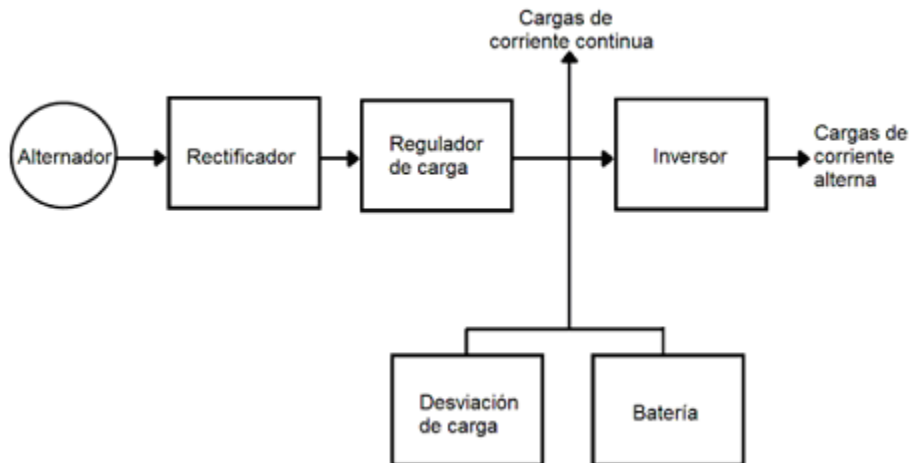 Cargas de
corriente continua
Alternador
Rectificador
Regulador
de carga
Inversor
Cargas de
corriente
alterna
Desviación
de carga
Batería